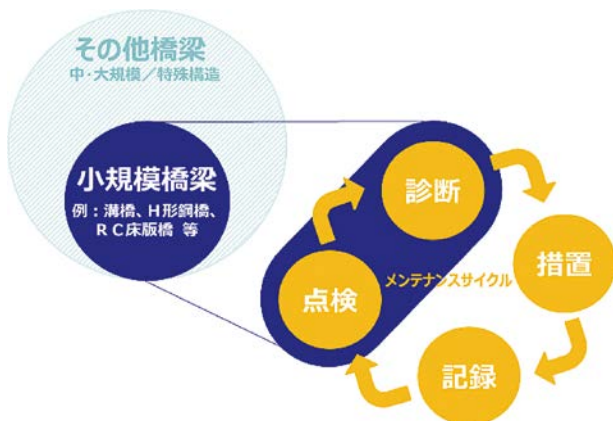 その他橋梁
中・大規模／特殊構造
小規模橋梁
例：溝橋、H形鋼橋、
RC床版橋 等
診断
メンテナンスサイクル
措置
点検
記録